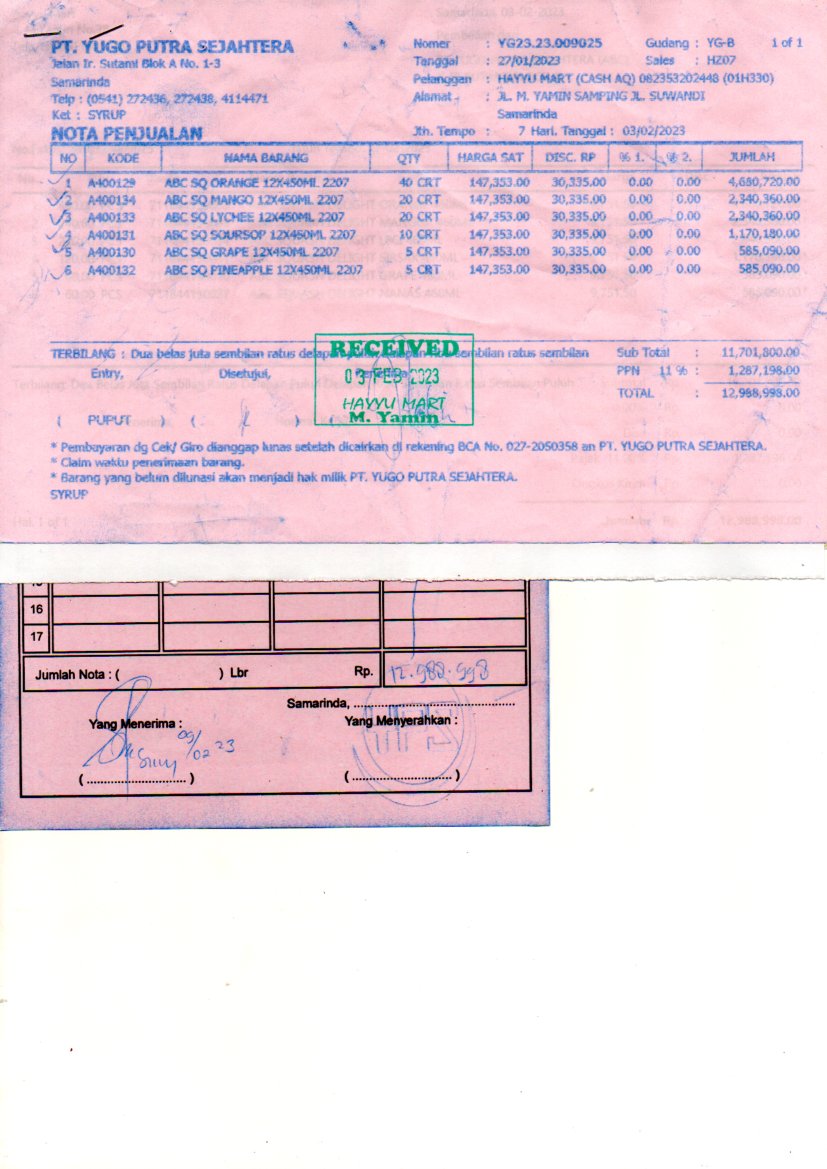 PT. YUGO PUTRA SEJAHTERA
Jalan Ir. Sutami Blok A No. 1-3
Samarinda
Telp : (0541) 272436, 272438, 4114471
Ket : SYRUP
NOTA PENJUALAN
Nomer : YG23.23.009025 Gudang : YG-B 1 of 1
Tanggal : 27/01/2023 Sales : HZ07
Pelanggan : HAYYU MART (CASH AQ) 082353202448 (01H330)
Alamat : JL. M. YAMIN SAMPING JL. SUWANDI
Samarinda
Jth. Tempo : 7 Hari. Tanggal : 03/02/2023
NO KODE NAMA BARANG QTY HARGA SAT DISC. RP % 1. % 2. JUMLAH
1 A400129 ABC SQ ORANGE 12X450ML 2207 40 CRT 147,353.00 30,335.00 0.00 0.00 4,680,720.00
2 A400134 ABC SQ MANGO 12X450ML 2207 20 CRT 147,353.00 30,335.00 0.00 0.00 2,340,360.00
3 A400133 ABC SQ LYCHEE 12X450ML 2207 20 CRT 147,353.00 30,335.00 0.00 0.00 2,340,360.00
4 A400131 ABC SQ SOURSOP 12X450ML 2207 10 CRT 147,353.00 30,335.00 0.00 0.00 1,170,180.00
5 A400130 ABC SQ GRAPE 12X450ML 2207 5 CRT 147,353.00 30,335.00 0.00 0.00 585,090.00
6 A400132 ABC SQ PINEAPPLE 12X450ML 2207 5 CRT 147,353.00 30,335.00 0.00 0.00 585,090.00
TERBILANG : Dua belas juta sembilan ratus delapan sembilan ratus sembilan
Sub Total : 11,701,800.00
PPN 11 % : 1,287,198.00
TOTAL : 12,988,998.00
Entry, Disetujui, Penerima
RECEIVED
03 FEB 2023
HAYYU MART
M. Yamin
( PUPUT ) ( ) (
* Pembayaran dg Cek/ Giro dianggap lunas setelah dicairkan di rekening BCA No. 027-2050358 an PT. YUGO PUTRA SEJAHTERA.
* Claim waktu penerimaan barang.
* Barang yang belum dilunasi akan menjadi hak milik PT. YUGO PUTRA SEJAHTERA.
SYRUP
16
17
Jumlah Nota : ( ) Lbr Rp. 12.988.998
Samarinda, ................................................
Yang Menerima : Yang Menyerahkan :
09/02 23
(..............................) (..............................)